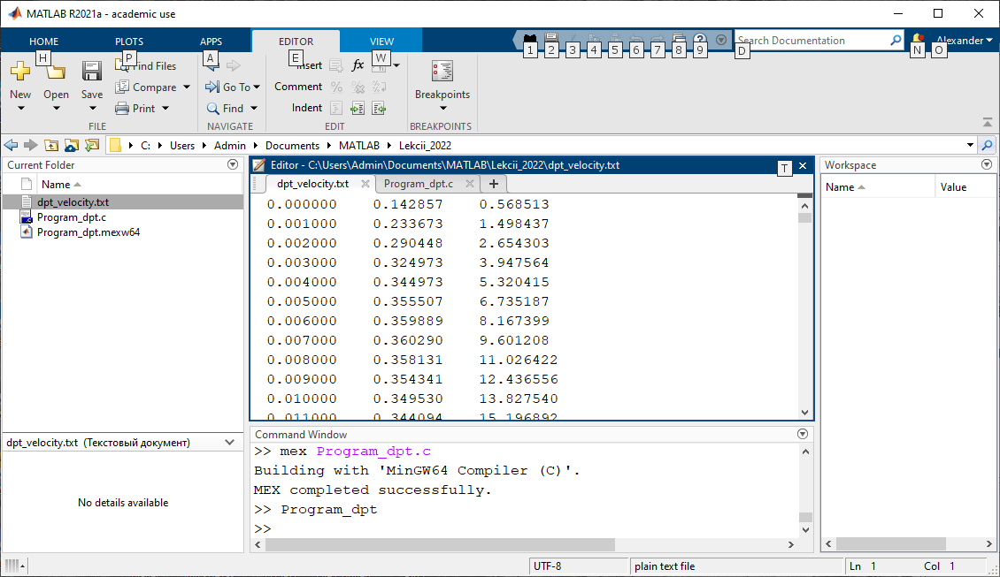 MATLAB R2021a - academic use
HOME PLOTS APPS EDITOR VIEW
1 2 3 4 5 6 7 8 9 Search Documentation Alexander
H P A E W D N O
New Open Save
Find Files
Compare
Print
FILE
Go To
Find
NAVIGATE
Insert fx
Comment
Indent
EDIT
Breakpoints
BREAKPOINTS
C: Users Admin Documents MATLAB Lekcii_2022
Current Folder
Name
dpt_velocity.txt
Program_dpt.c
Program_dpt.mexw64
dpt_velocity.txt (Текстовый документ)
No details available
Editor - C:\Users\Admin\Documents\MATLAB\Lekcii_2022\dpt_velocity.txt T
dpt_velocity.txt Program_dpt.c
0.000000 0.142857 0.568513
0.001000 0.233673 1.498437
0.002000 0.290448 2.654303
0.003000 0.324973 3.947564
0.004000 0.344973 5.320415
0.005000 0.355507 6.735187
0.006000 0.359889 8.167399
0.007000 0.360290 9.601208
0.008000 0.358131 11.026422
0.009000 0.354341 12.436556
0.010000 0.349530 13.827540
0.011000 0.344094 15.196892
Command Window
>> mex Program_dpt.c
Building with 'MinGW64 Compiler (C)'.
MEX completed successfully.
>> Program_dpt
>>
Workspace
Name Value
UTF-8 plain text file Ln 1 Col 1